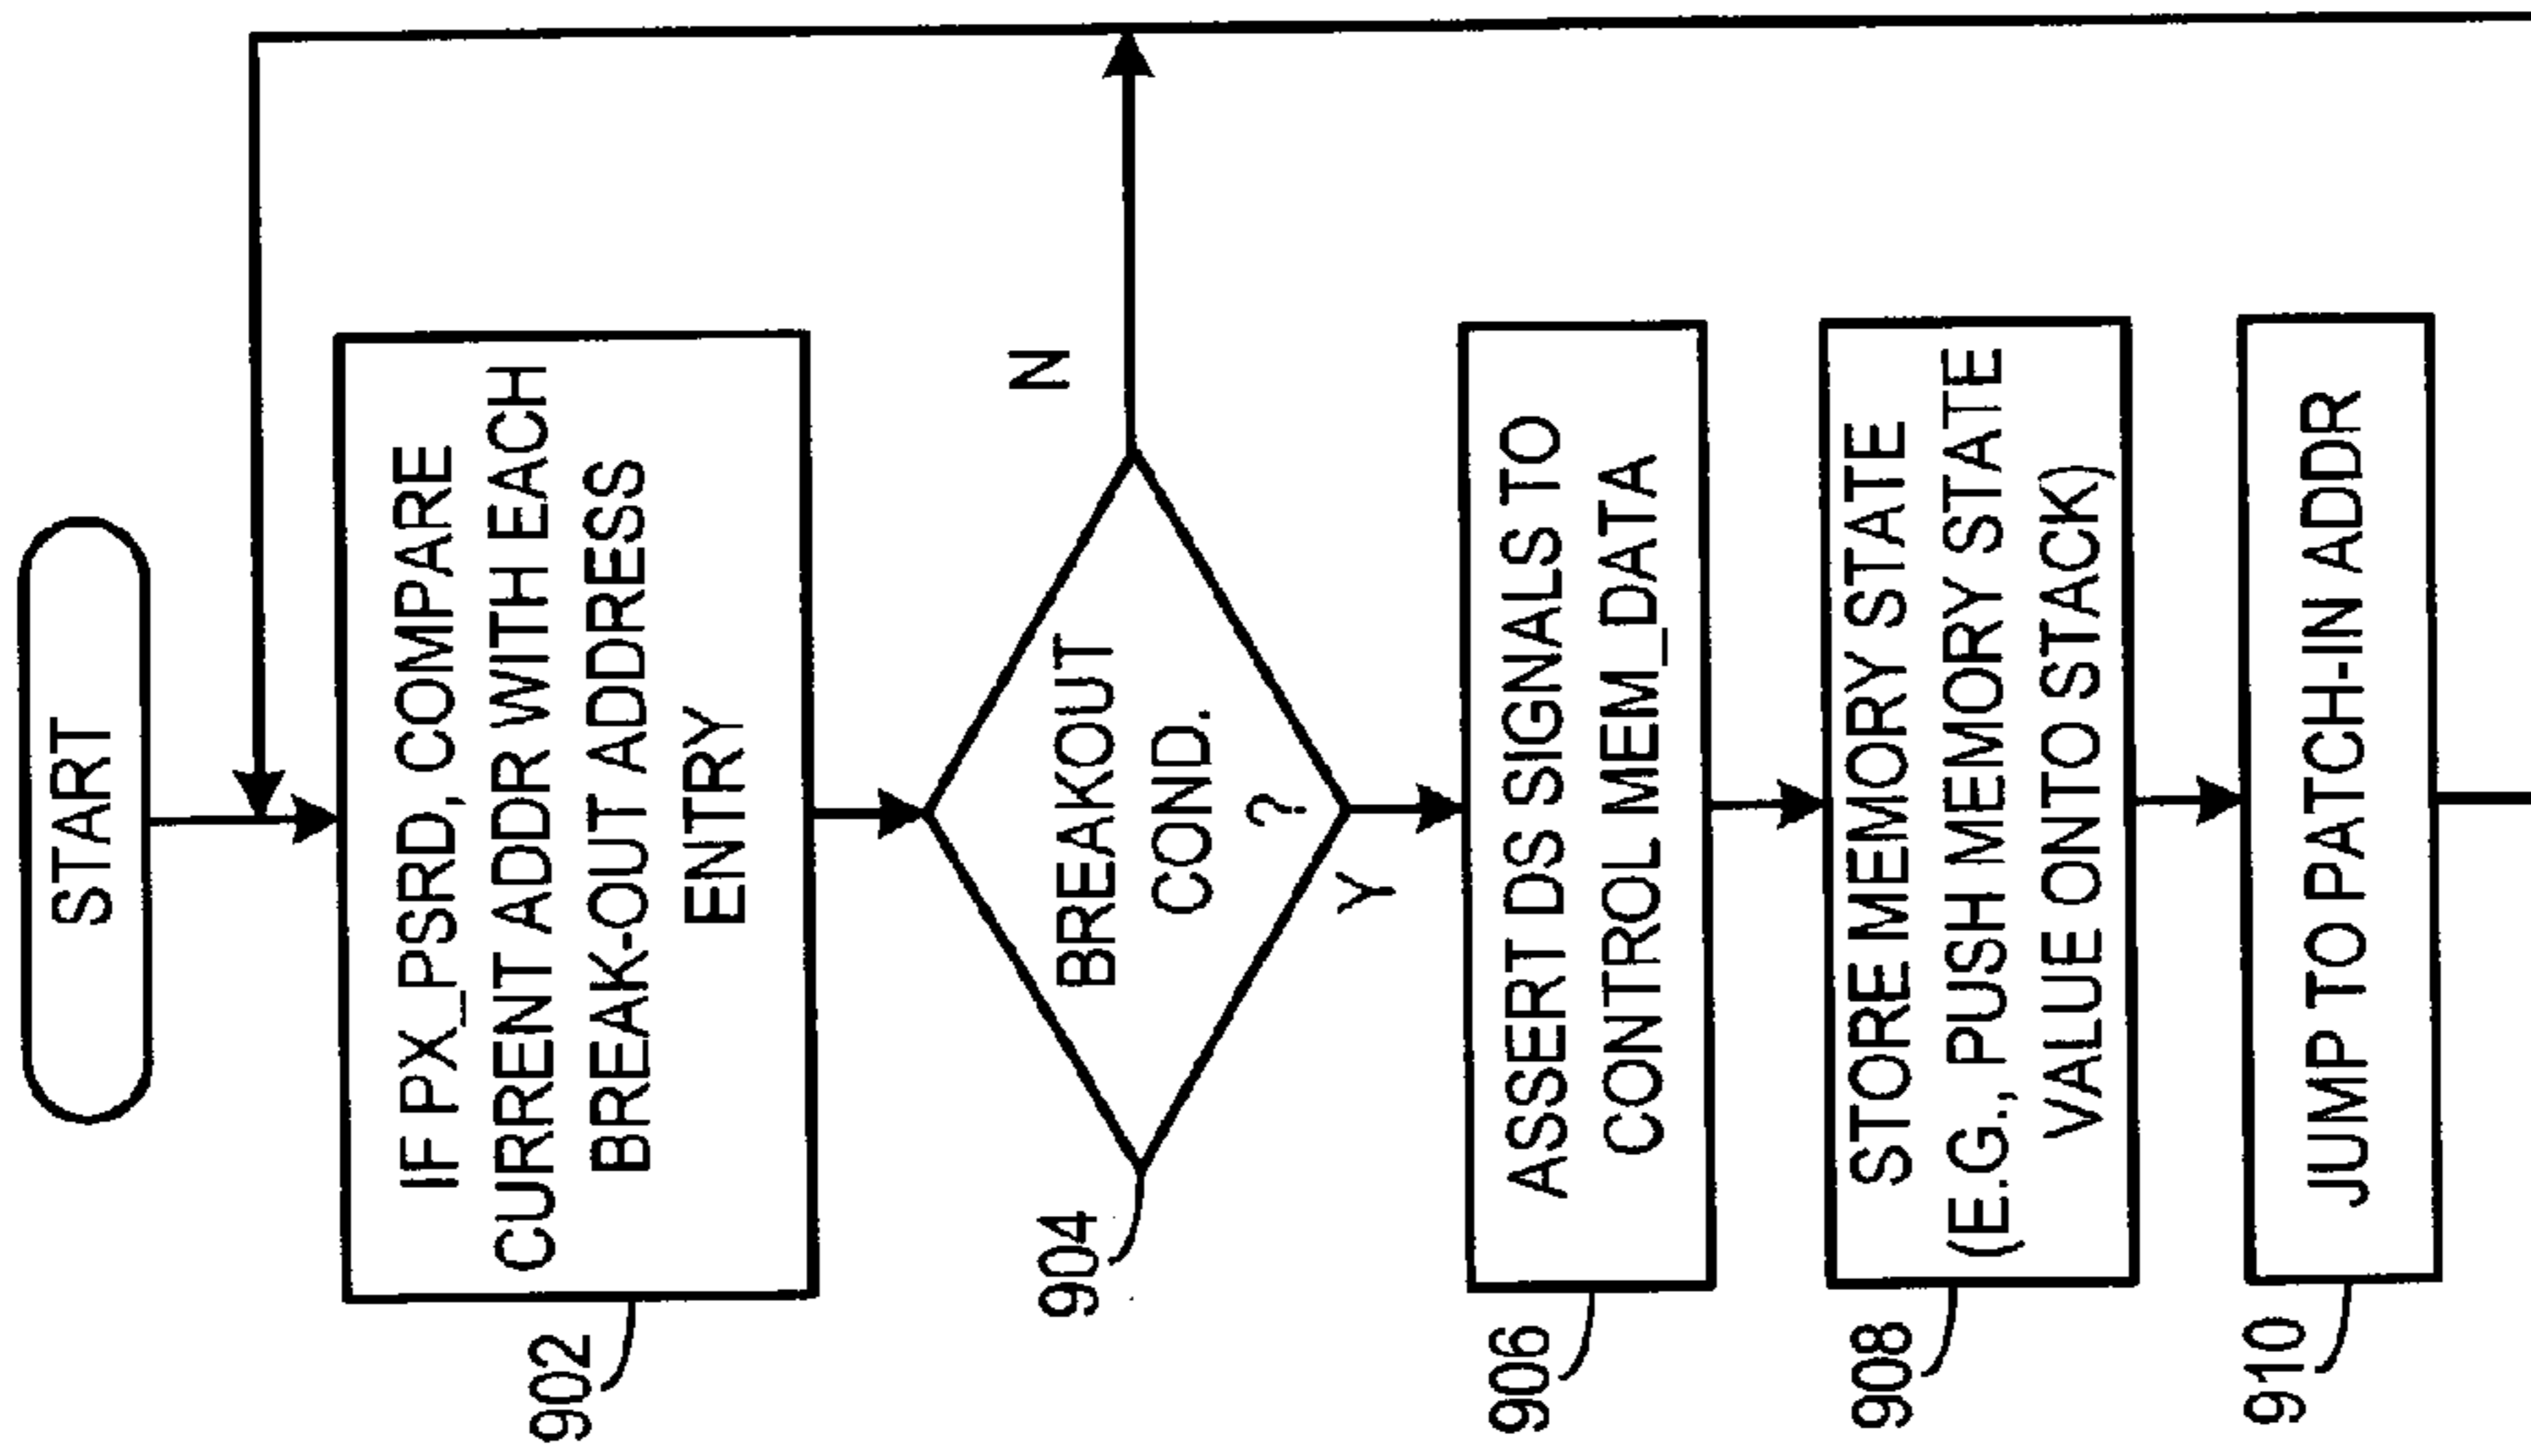 START
IF PX_PSRD, COMPARE
CURRENT ADDR WITH EACH
BREAK-OUT ADDRESS
ENTRY
902
BREAKOUT
COND.
?
904
N
Y
ASSERT DS SIGNALS TO
CONTROL MEM_DATA
906
STORE MEMORY STATE
(E.G., PUSH MEMORY STATE
VALUE ONTO STACK)
908
JUMP TO PATCH-IN ADDR
910